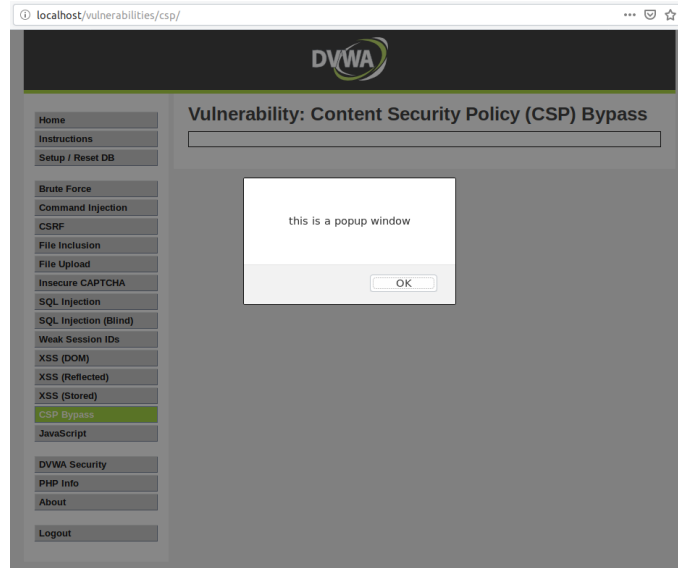 localhost/vulnerabilities/csp/
DVWA
Vulnerability: Content Security Policy (CSP) Bypass
Home
Instructions
Setup / Reset DB
Brute Force
Command Injection
CSRF
File Inclusion
File Upload
Insecure CAPTCHA
SQL Injection
SQL Injection (Blind)
Weak Session IDs
XSS (DOM)
XSS (Reflected)
XSS (Stored)
CSP Bypass
JavaScript
DVWA Security
PHP Info
About
Logout
this is a popup window
OK